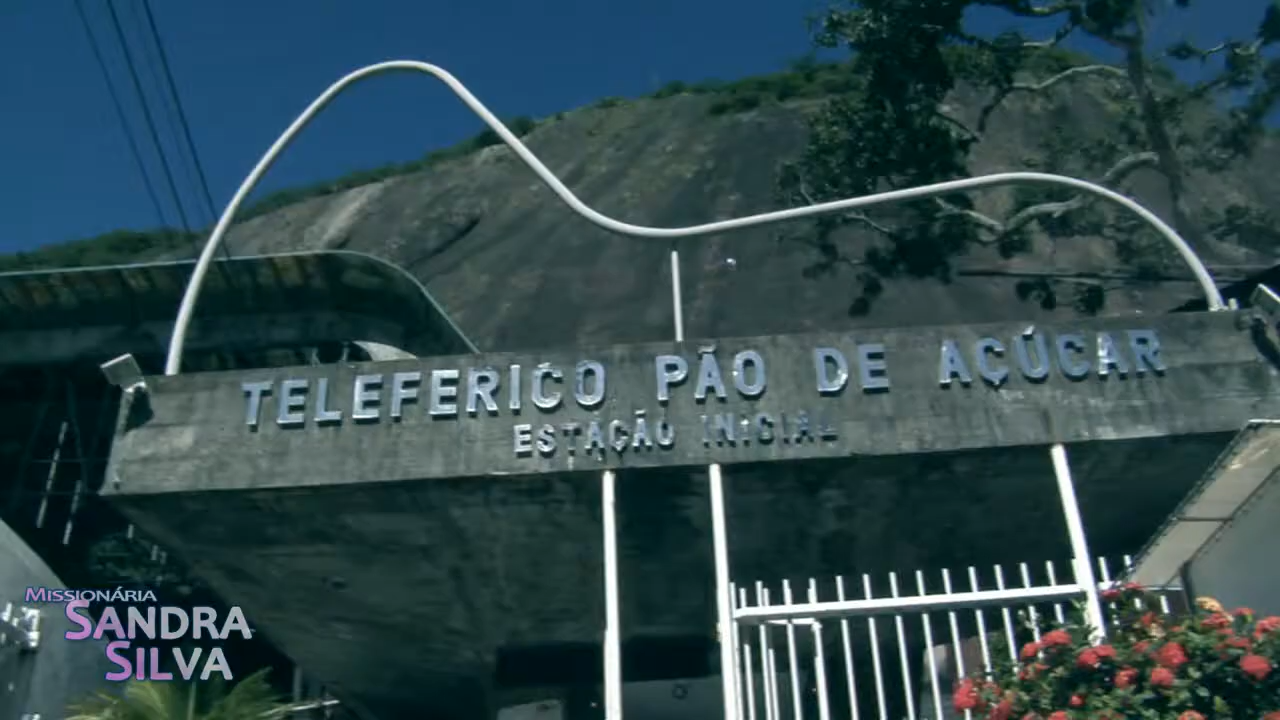 TELEFERICO PÃO DE AÇÚCAR
ESTAÇÃO INICIAL
MISSIONÁRIA
SANDRA
SILVA